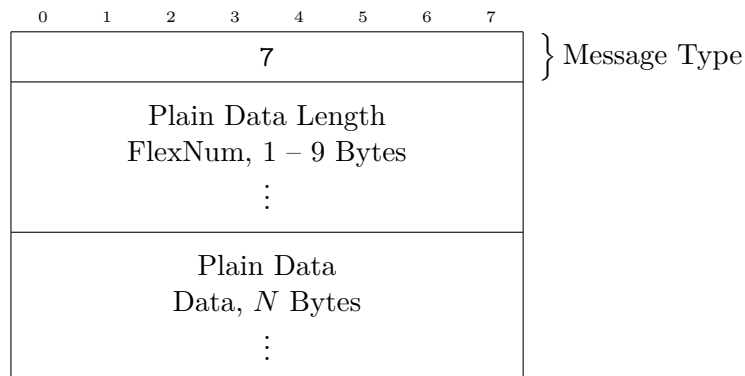 0 1 2 3 4 5 6 7
7
Message Type
Plain Data Length
FlexNum, 1 – 9 Bytes
⋮
Plain Data
Data, N Bytes
⋮